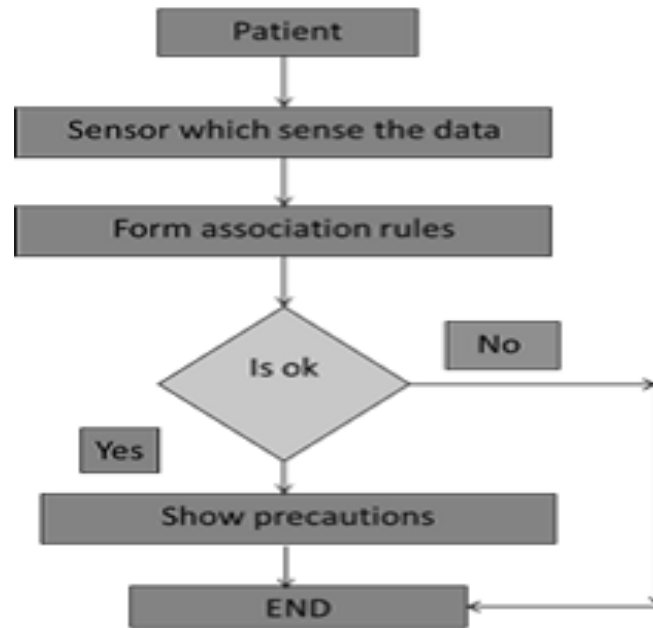 Patient
Sensor which sense the data
Form association rules
Is ok
No
Yes
Show precautions
END